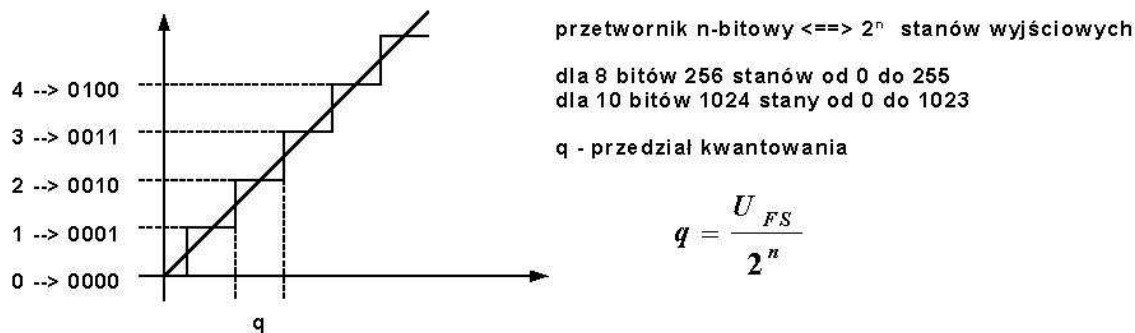 przetwornik n-bitowy <==> 2ⁿ stanów wyjściowych
dla 8 bitów 256 stanów od 0 do 255
dla 10 bitów 1024 stany od 0 do 1023
q - przedział kwantowania
q = U_FS / 2ⁿ
4 --> 0100
3 --> 0011
2 --> 0010
1 --> 0001
0 --> 0000
q